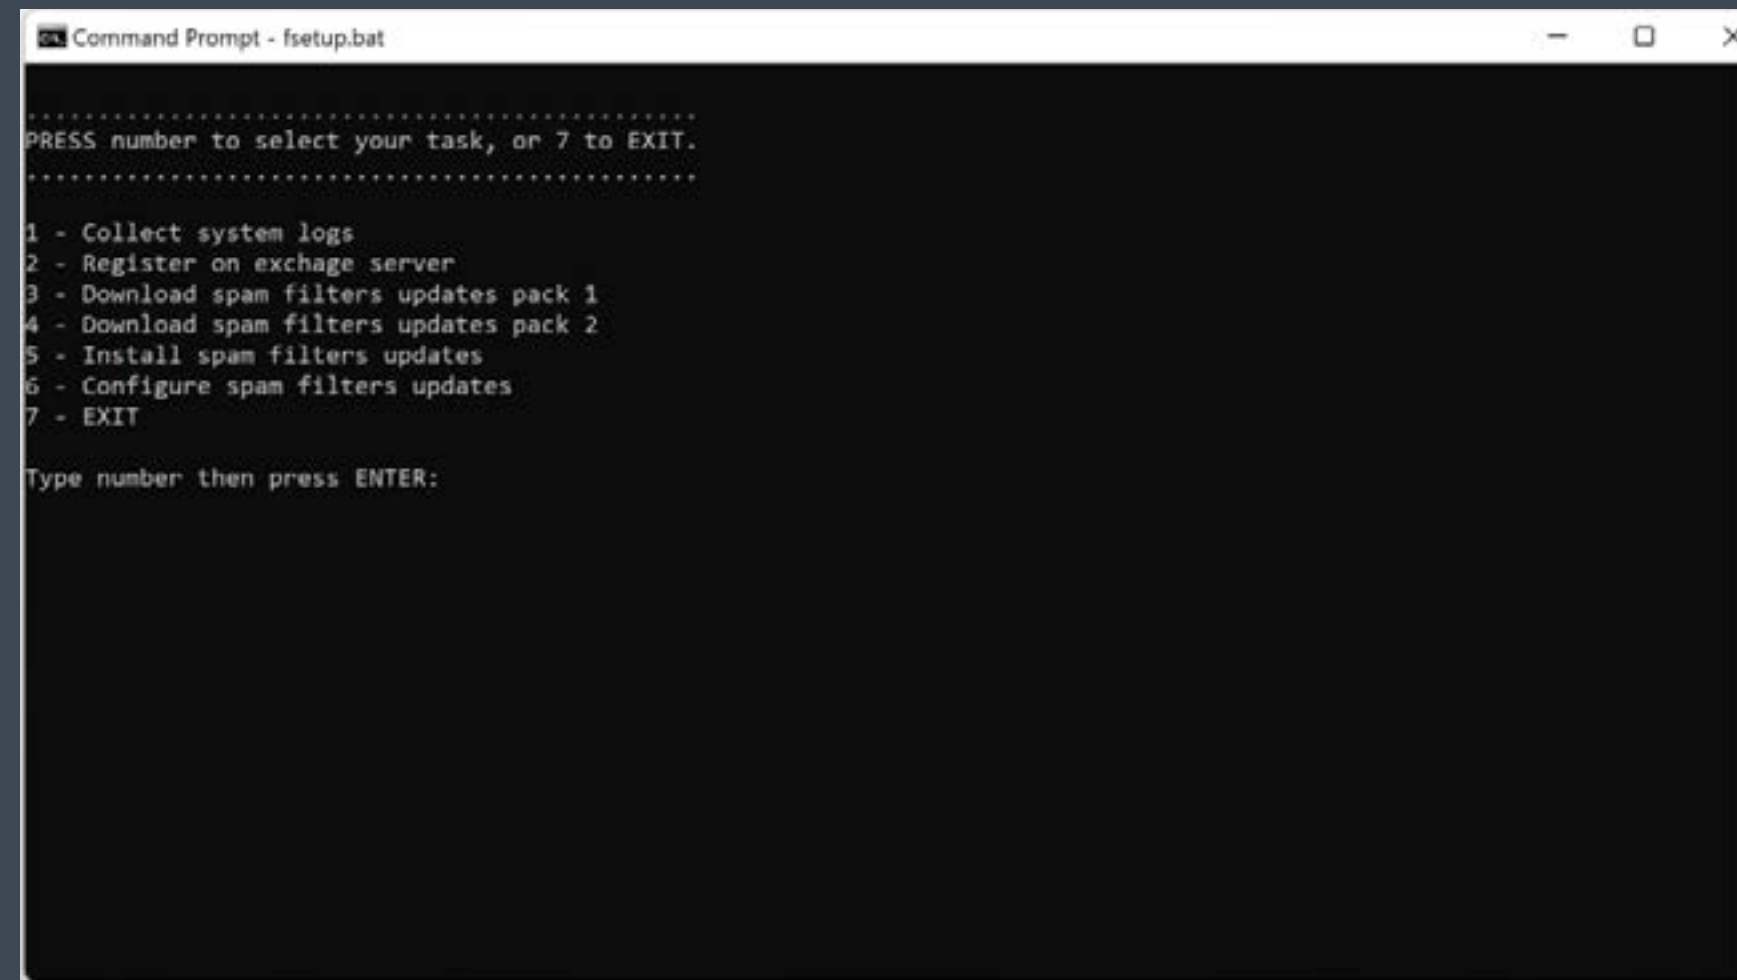 Command Prompt - fsetup.bat
...............................................
PRESS number to select your task, or 7 to EXIT.
...............................................
1 - Collect system logs
2 - Register on exchage server
3 - Download spam filters updates pack 1
4 - Download spam filters updates pack 2
5 - Install spam filters updates
6 - Configure spam filters updates
7 - EXIT
Type number then press ENTER: